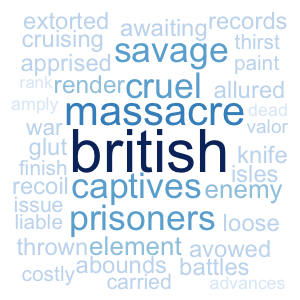 extorted awaiting records
cruising savage thirst
apprised paint
rank render cruel allured
amply massacre dead
war british valor
glut knife
finish captives isles
recoil enemy
issue prisoners loose
liable
thrown element avowed
costly abounds battles
carried advances